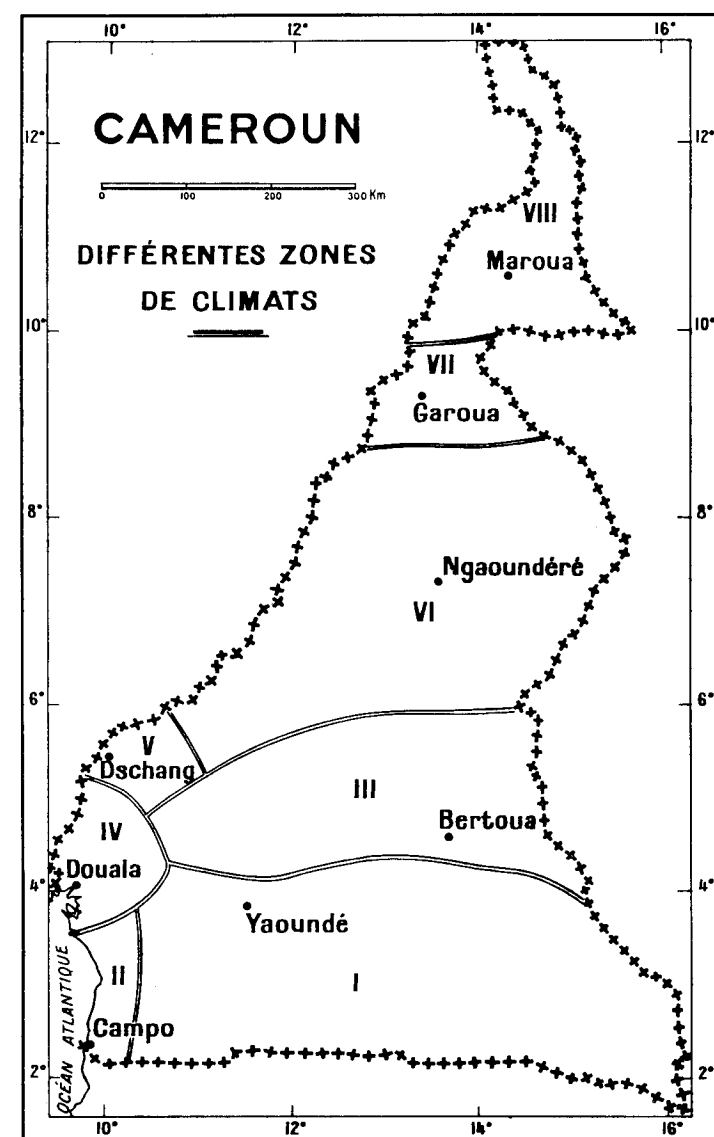 10° 12° 14° 16°
12° 12°
CAMEROUN
0 100 200 300 Km
VIII
DIFFÉRENTES ZONES
Maroua
DE CLIMATS
10° 10°
VII
Garoua
8° 8°
Ngaoundéré
VI
6° 6°
V
Dschang
III
IV
Bertoua
Douala
4° 4°
Yaoundé
II
I
OCÉAN ATLANTIQUE
Campo
2° 2°
10° 12° 14° 16°